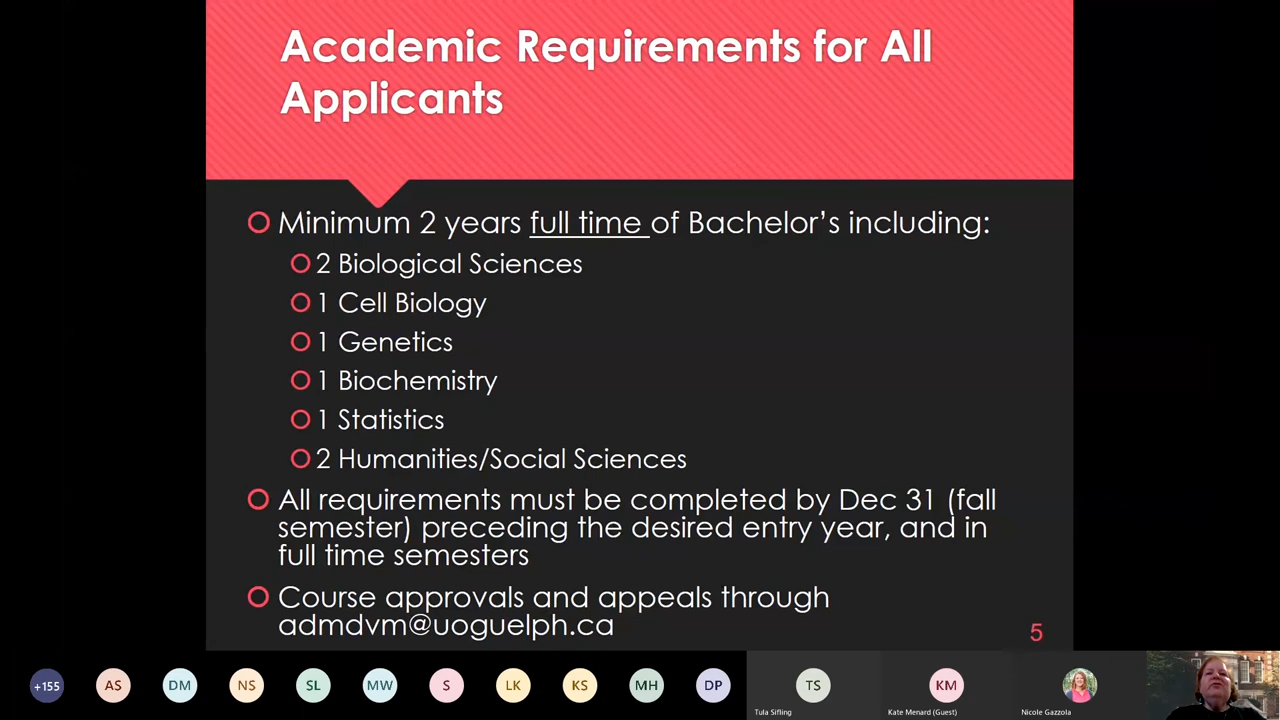 Academic Requirements for All
Applicants
Minimum 2 years full time of Bachelor's including:
2 Biological Sciences
1 Cell Biology
1 Genetics
1 Biochemistry
1 Statistics
2 Humanities/Social Sciences
All requirements must be completed by Dec 31 (fall
semester) preceding the desired entry year, and in
full time semesters
Course approvals and appeals through
admdvm@uoguelph.ca
5
+155 AS DM NS SL MW S LK KS MH DP TS KM
Tula Sifling Kate Menard (Guest) Nicole Gazzola